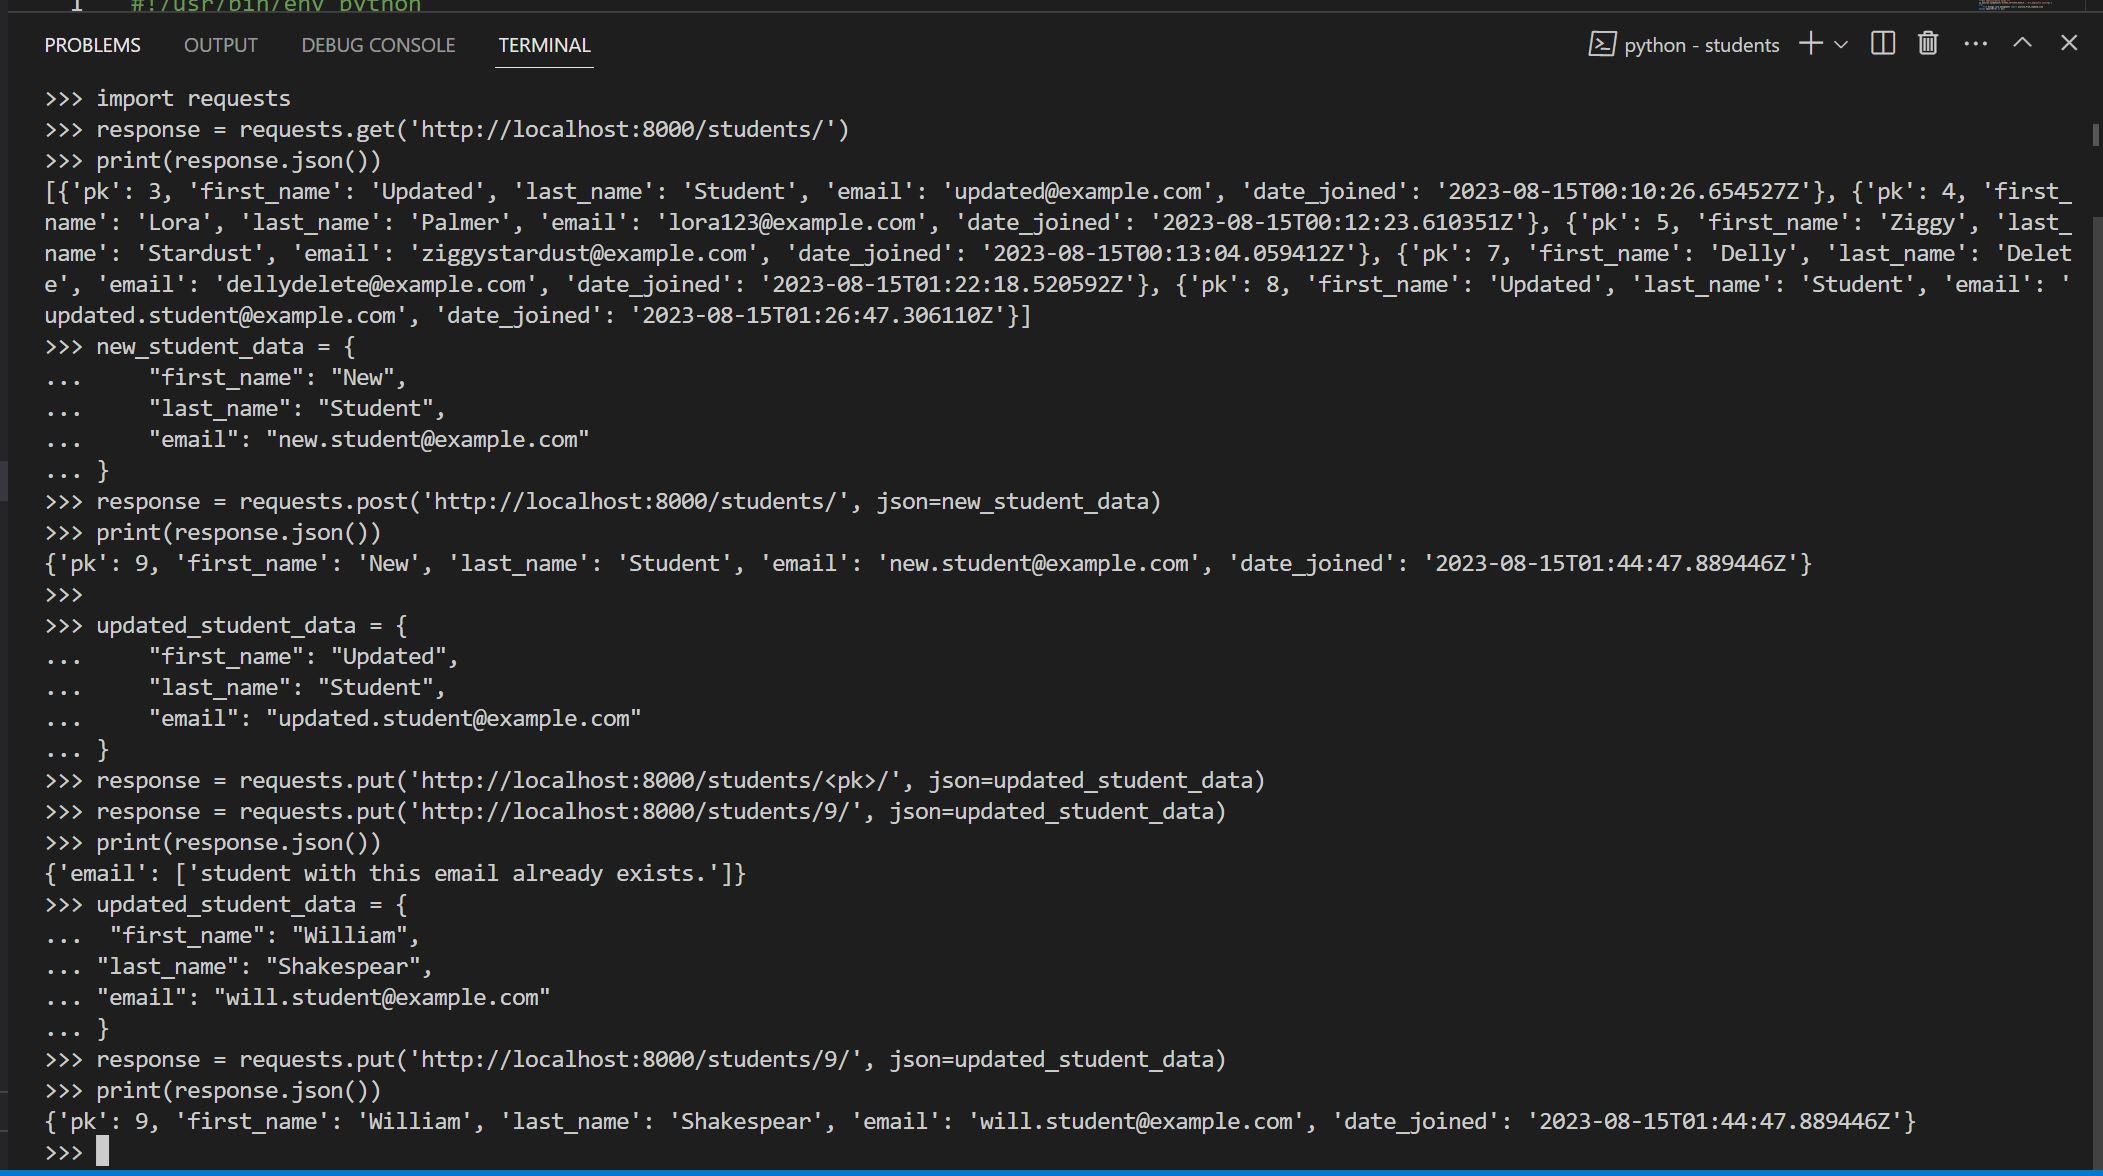 1 #!/usr/bin/env python
PROBLEMS OUTPUT DEBUG CONSOLE TERMINAL python - students
>>> import requests
>>> response = requests.get('http://localhost:8000/students/')
>>> print(response.json())
[{'pk': 3, 'first_name': 'Updated', 'last_name': 'Student', 'email': 'updated@example.com', 'date_joined': '2023-08-15T00:10:26.654527Z'}, {'pk': 4, 'first_
name': 'Lora', 'last_name': 'Palmer', 'email': 'lora123@example.com', 'date_joined': '2023-08-15T00:12:23.610351Z'}, {'pk': 5, 'first_name': 'Ziggy', 'last_
name': 'Stardust', 'email': 'ziggystardust@example.com', 'date_joined': '2023-08-15T00:13:04.059412Z'}, {'pk': 7, 'first_name': 'Delly', 'last_name': 'Delet
e', 'email': 'dellydelete@example.com', 'date_joined': '2023-08-15T01:22:18.520592Z'}, {'pk': 8, 'first_name': 'Updated', 'last_name': 'Student', 'email': '
updated.student@example.com', 'date_joined': '2023-08-15T01:26:47.306110Z'}]
>>> new_student_data = {
...     "first_name": "New",
...     "last_name": "Student",
...     "email": "new.student@example.com"
... }
>>> response = requests.post('http://localhost:8000/students/', json=new_student_data)
>>> print(response.json())
{'pk': 9, 'first_name': 'New', 'last_name': 'Student', 'email': 'new.student@example.com', 'date_joined': '2023-08-15T01:44:47.889446Z'}
>>>
>>> updated_student_data = {
...     "first_name": "Updated",
...     "last_name": "Student",
...     "email": "updated.student@example.com"
... }
>>> response = requests.put('http://localhost:8000/students/<pk>/', json=updated_student_data)
>>> response = requests.put('http://localhost:8000/students/9/', json=updated_student_data)
>>> print(response.json())
{'email': ['student with this email already exists.']}
>>> updated_student_data = {
...  "first_name": "William",
... "last_name": "Shakespear",
... "email": "will.student@example.com"
... }
>>> response = requests.put('http://localhost:8000/students/9/', json=updated_student_data)
>>> print(response.json())
{'pk': 9, 'first_name': 'William', 'last_name': 'Shakespear', 'email': 'will.student@example.com', 'date_joined': '2023-08-15T01:44:47.889446Z'}
>>>